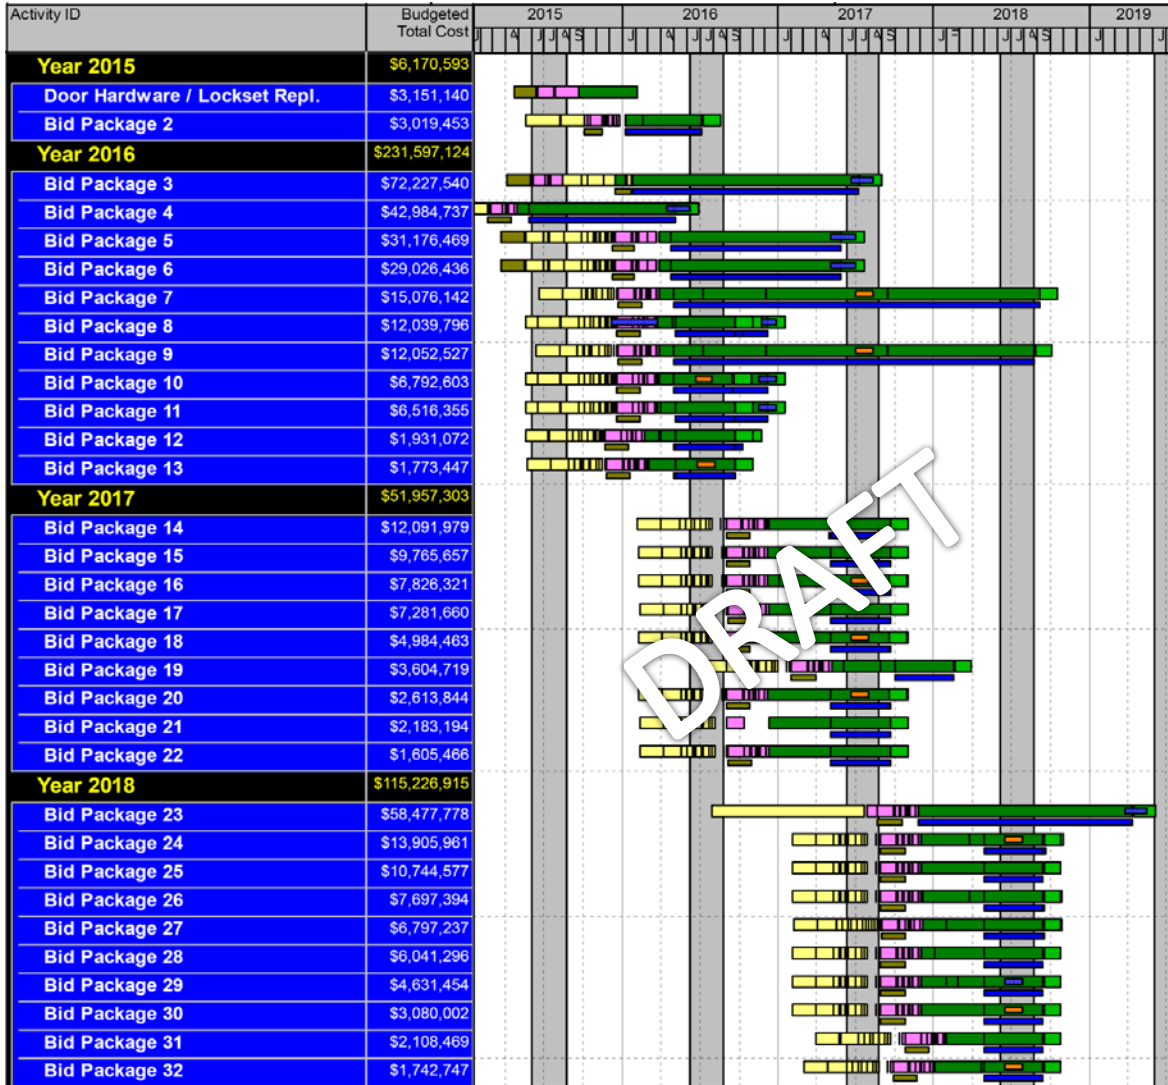 Activity ID Budgeted 2015 2016 2017 2018 2019
Total Cost
Year 2015 $6,170,593
Door Hardware / Lockset Repl. $3,151,140
Bid Package 2 $3,019,453
Year 2016 $231,597,124
Bid Package 3 $72,227,540
Bid Package 4 $42,984,737
Bid Package 5 $31,176,469
Bid Package 6 $29,026,436
Bid Package 7 $15,076,142
Bid Package 8 $12,039,796
Bid Package 9 $12,052,527
Bid Package 10 $6,792,603
Bid Package 11 $6,516,355
Bid Package 12 $1,931,072
Bid Package 13 $1,773,447
Year 2017 $51,957,303
Bid Package 14 $12,091,979
Bid Package 15 $9,765,657
Bid Package 16 $7,826,321
Bid Package 17 $7,281,660
Bid Package 18 $4,984,463
Bid Package 19 $3,604,719
Bid Package 20 $2,613,844
Bid Package 21 $2,183,194
Bid Package 22 $1,605,466
DRAFT
Year 2018 $115,226,915
Bid Package 23 $58,477,778
Bid Package 24 $13,905,961
Bid Package 25 $10,744,577
Bid Package 26 $7,697,394
Bid Package 27 $6,797,237
Bid Package 28 $6,041,296
Bid Package 29 $4,631,454
Bid Package 30 $3,080,002
Bid Package 31 $2,108,469
Bid Package 32 $1,742,747